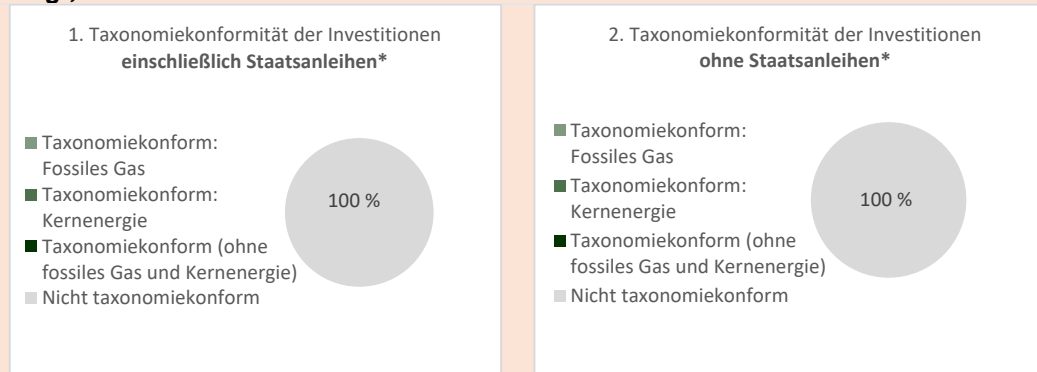 1. Taxonomiekonformität der Investitionen
einschließlich Staatsanleihen*
Taxonomiekonform:
Fossiles Gas
Taxonomiekonform:
Kernenergie
Taxonomiekonform (ohne
fossiles Gas und Kernenergie)
Nicht taxonomiekonform
100 %
2. Taxonomiekonformität der Investitionen
ohne Staatsanleihen*
Taxonomiekonform:
Fossiles Gas
Taxonomiekonform:
Kernenergie
Taxonomiekonform (ohne
fossiles Gas und Kernenergie)
Nicht taxonomiekonform
100 %